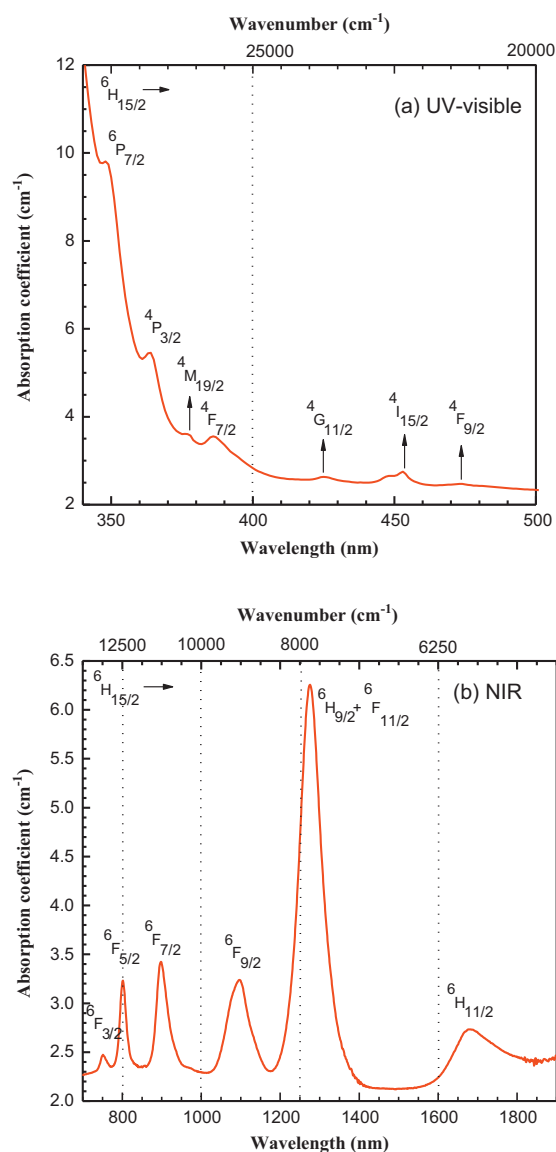 Wavenumber (cm⁻¹)
25000 20000
12
10
8
6
4
2
Absorption coefficient (cm⁻¹)
⁶H₁₅/₂ →
(a) UV-visible
⁶P₇/₂
⁴P₃/₂
⁴M₁₉/₂
⁴F₇/₂
⁴G₁₁/₂
⁴I₁₅/₂
⁴F₉/₂
350 400 450 500
Wavelength (nm)
Wavenumber (cm⁻¹)
12500 10000 8000 6250
6.5
6.0
5.5
5.0
4.5
4.0
3.5
3.0
2.5
2.0
Absorption coefficient (cm⁻¹)
⁶H₁₅/₂ →
(b) NIR
⁶H₉/₂ + ⁶F₁₁/₂
⁶F₃/₂
⁶F₅/₂
⁶F₇/₂
⁶F₉/₂
⁶H₁₁/₂
800 1000 1200 1400 1600 1800
Wavelength (nm)